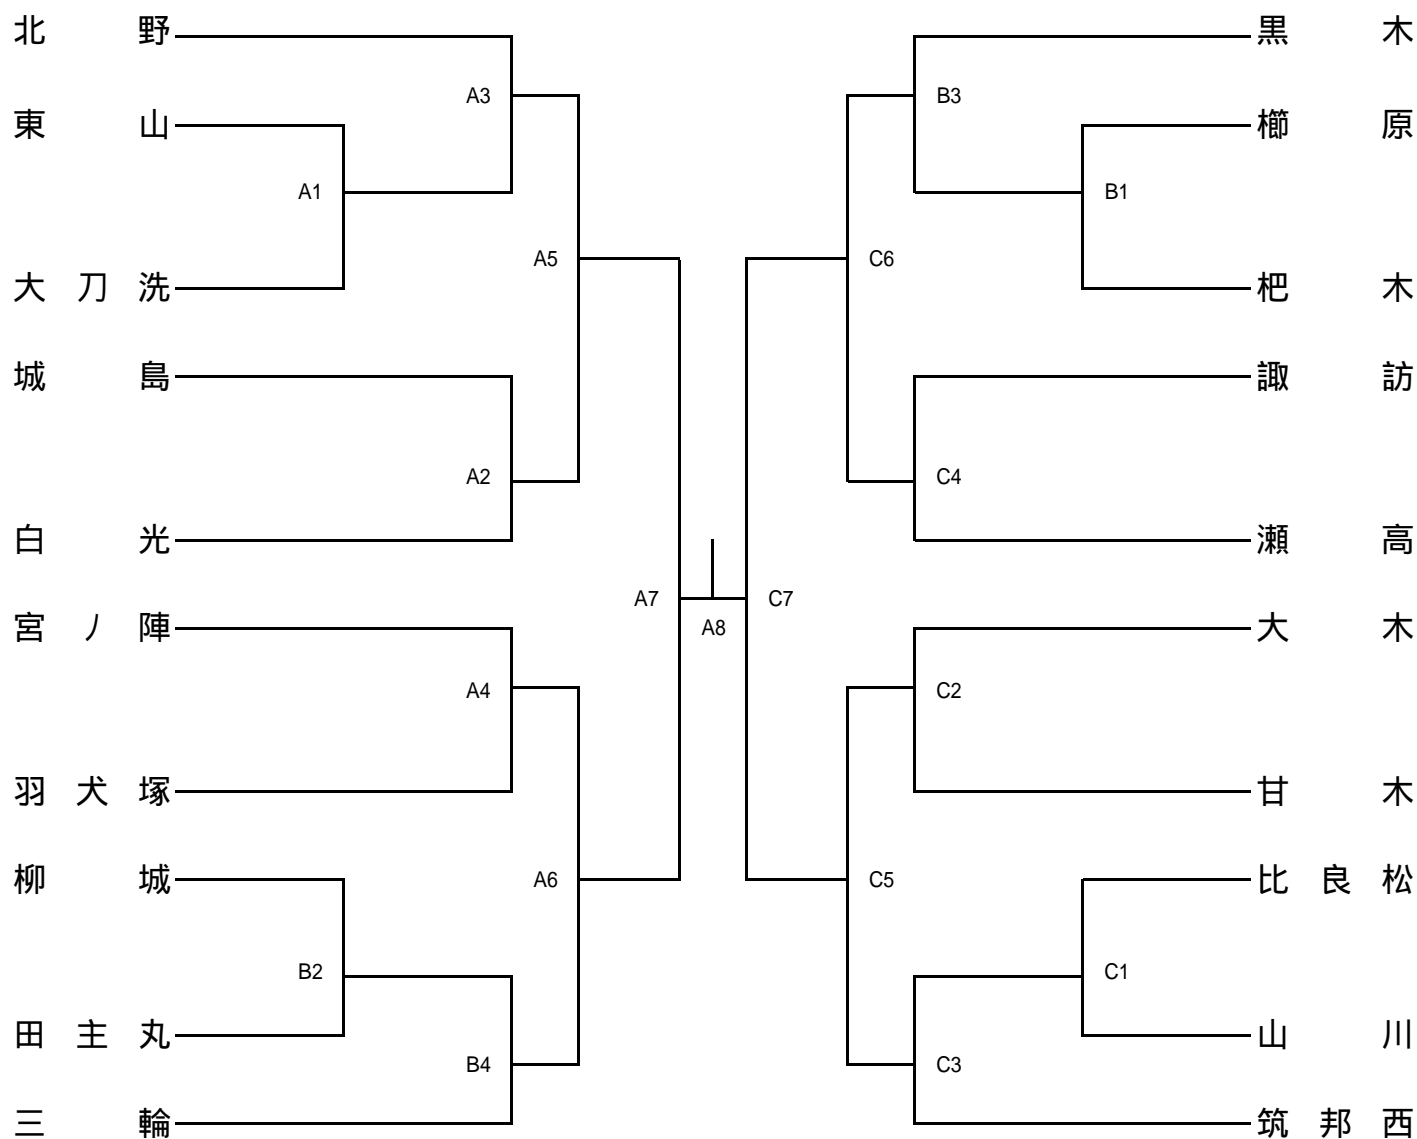 北野
黒木
A3
B3
東山
櫛原
A1
B1
A5
C6
大刀洗
杷木
城島
諏訪
A2
C4
白光
瀬高
A7
C7
宮ノ陣
A8
大木
A4
C2
羽犬塚
甘木
柳城
A6
C5
比良松
B2
C1
田主丸
山川
B4
C3
三輪
筑邦西